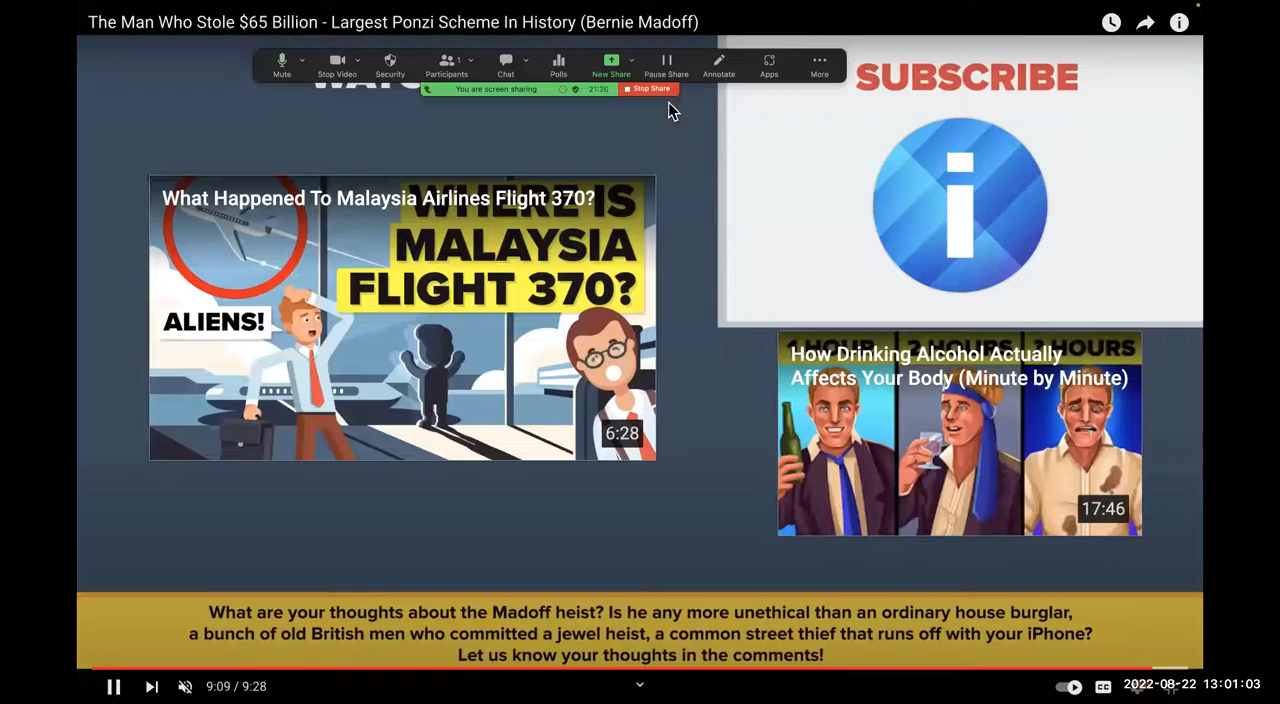 The Man Who Stole $65 Billion - Largest Ponzi Scheme In History (Bernie Madoff)
Mute
Stop Video
Security
Participants
1
Chat
Polls
New Share
Pause Share
Annotate
Apps
More
You are screen sharing
21:30
Stop Share
SUBSCRIBE
i
What Happened To Malaysia Airlines Flight 370?
WHERE IS
MALAYSIA
FLIGHT 370?
ALIENS!
6:28
1 HOUR
2 HOURS
3 HOURS
How Drinking Alcohol Actually
Affects Your Body (Minute by Minute)
17:46
What are your thoughts about the Madoff heist? Is he any more unethical than an ordinary house burglar,
a bunch of old British men who committed a jewel heist, a common street thief that runs off with your iPhone?
Let us know your thoughts in the comments!
9:09 / 9:28
CC
2022-08-22 13:01:03